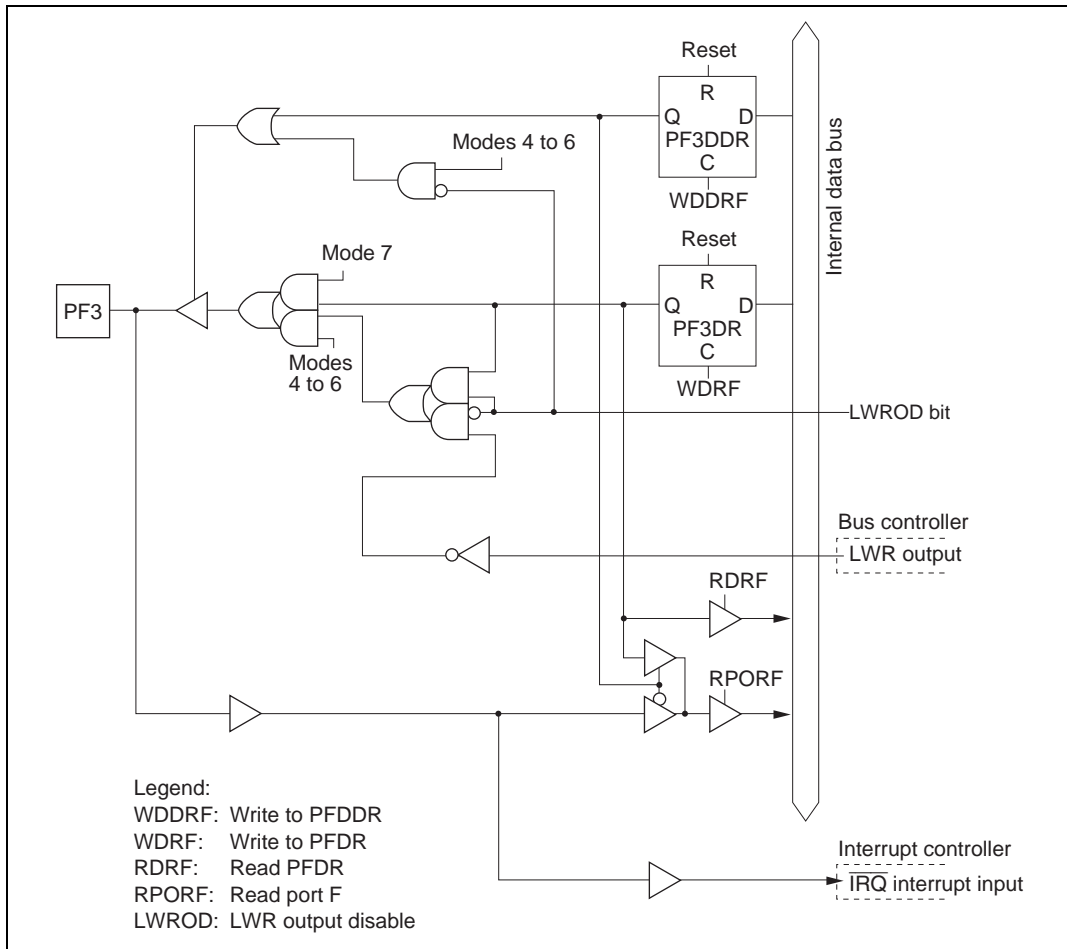 Reset
R
Q D
PF3DDR
C
WDDRF
Modes 4 to 6
Internal data bus
Reset
R
Q D
PF3DR
C
WDRF
Mode 7
PF3
Modes
4 to 6
LWROD bit
Bus controller
LWR output
RDRF
RPORF
Legend:
WDDRF: Write to PFDDR
WDRF: Write to PFDR
RDRF: Read PFDR
RPORF: Read port F
LWROD: LWR output disable
Interrupt controller
I̅R̅Q̅ interrupt input